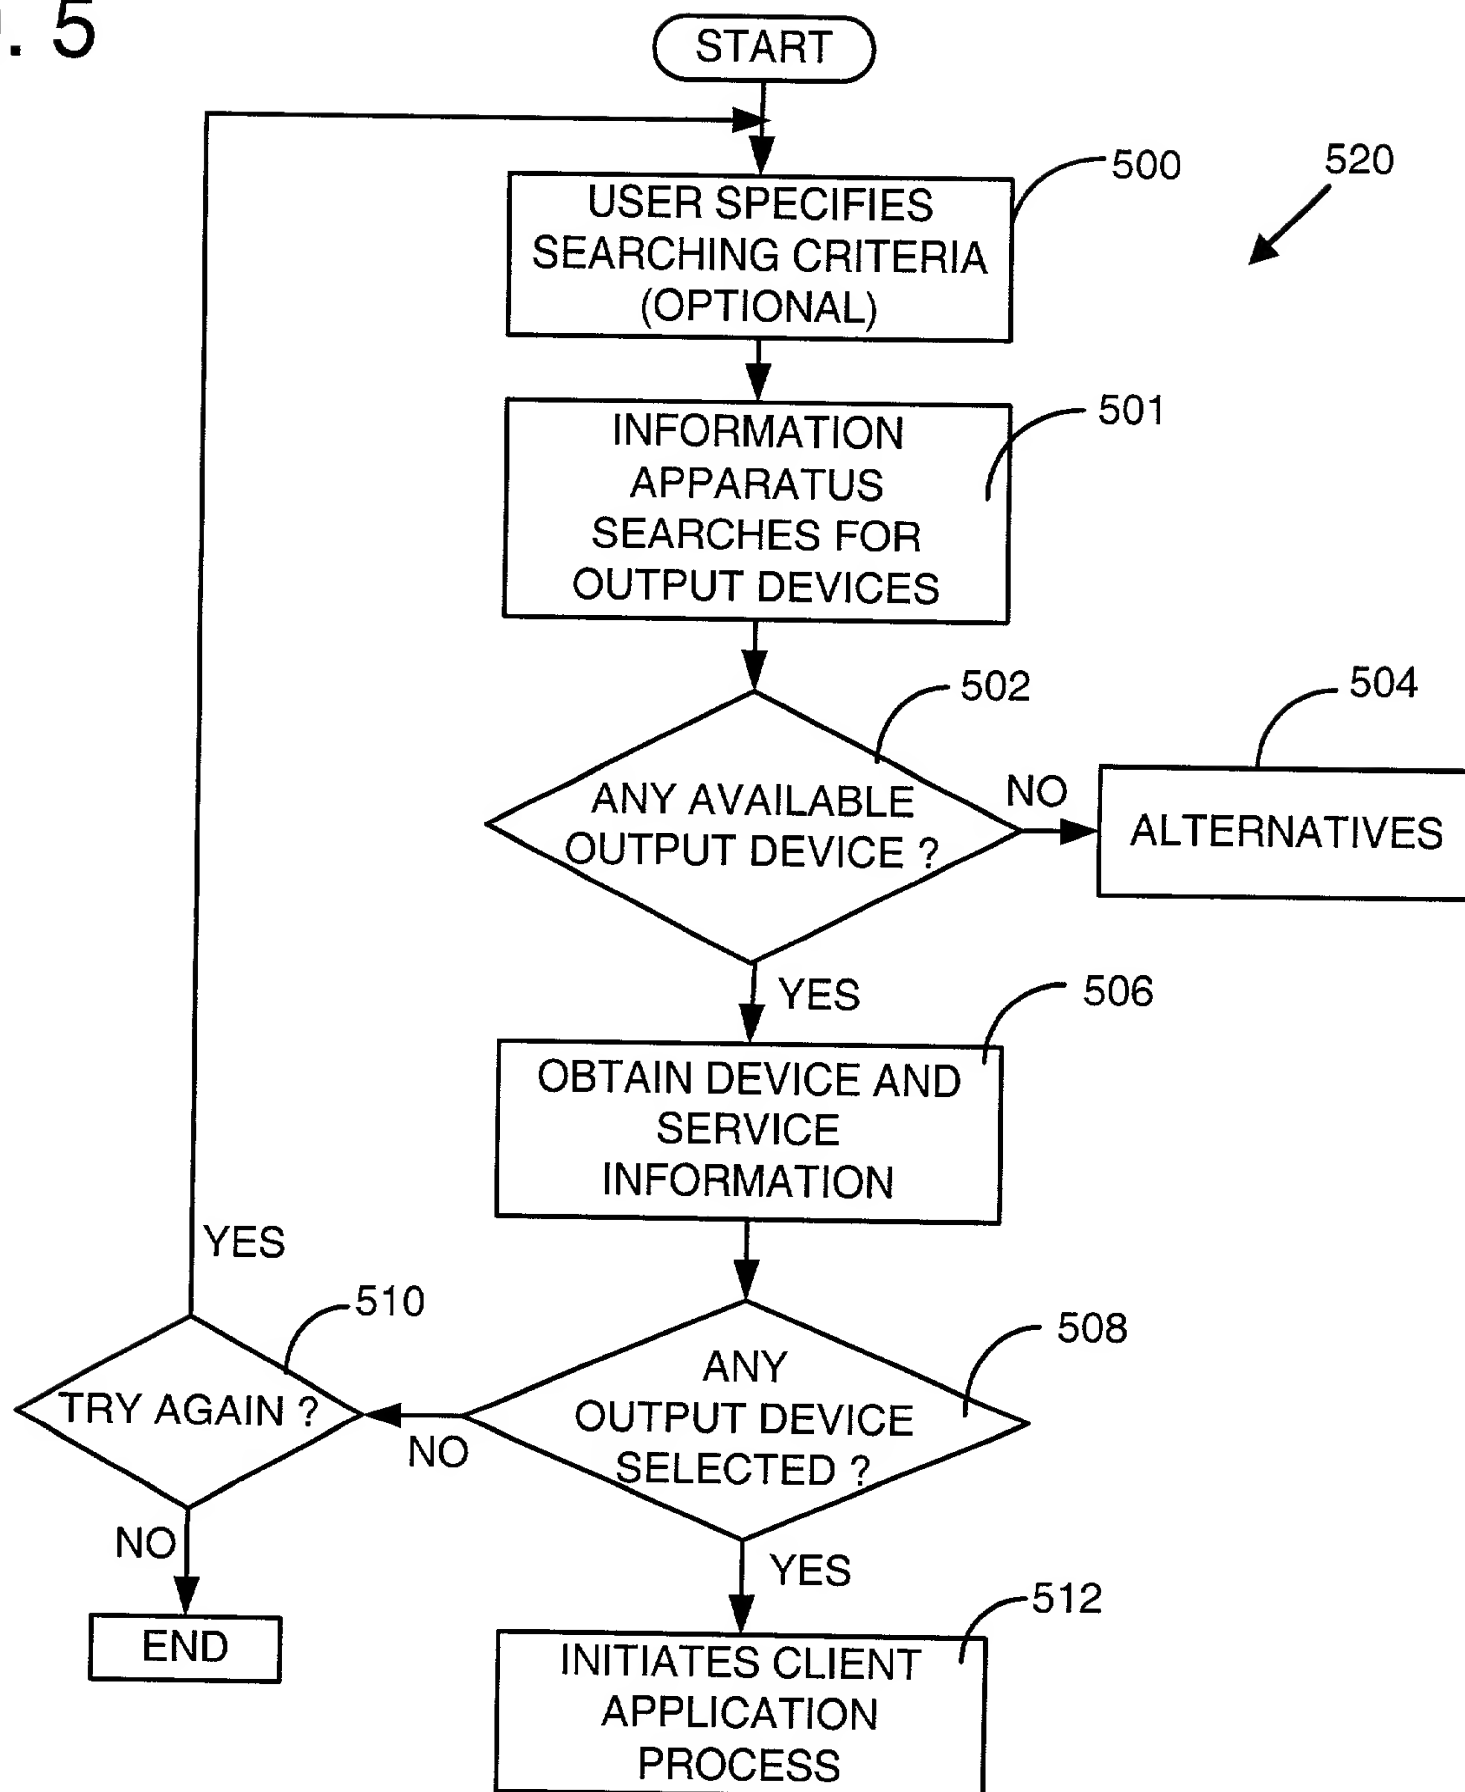 . 5
START
500
520
USER SPECIFIES
SEARCHING CRITERIA
(OPTIONAL)
501
INFORMATION
APPARATUS
SEARCHES FOR
OUTPUT DEVICES
502
504
ANY AVAILABLE
OUTPUT DEVICE ?
NO
ALTERNATIVES
YES
506
OBTAIN DEVICE AND
SERVICE
INFORMATION
YES
510
508
TRY AGAIN ?
NO
ANY
OUTPUT DEVICE
SELECTED ?
NO
YES
END
512
INITIATES CLIENT
APPLICATION
PROCESS